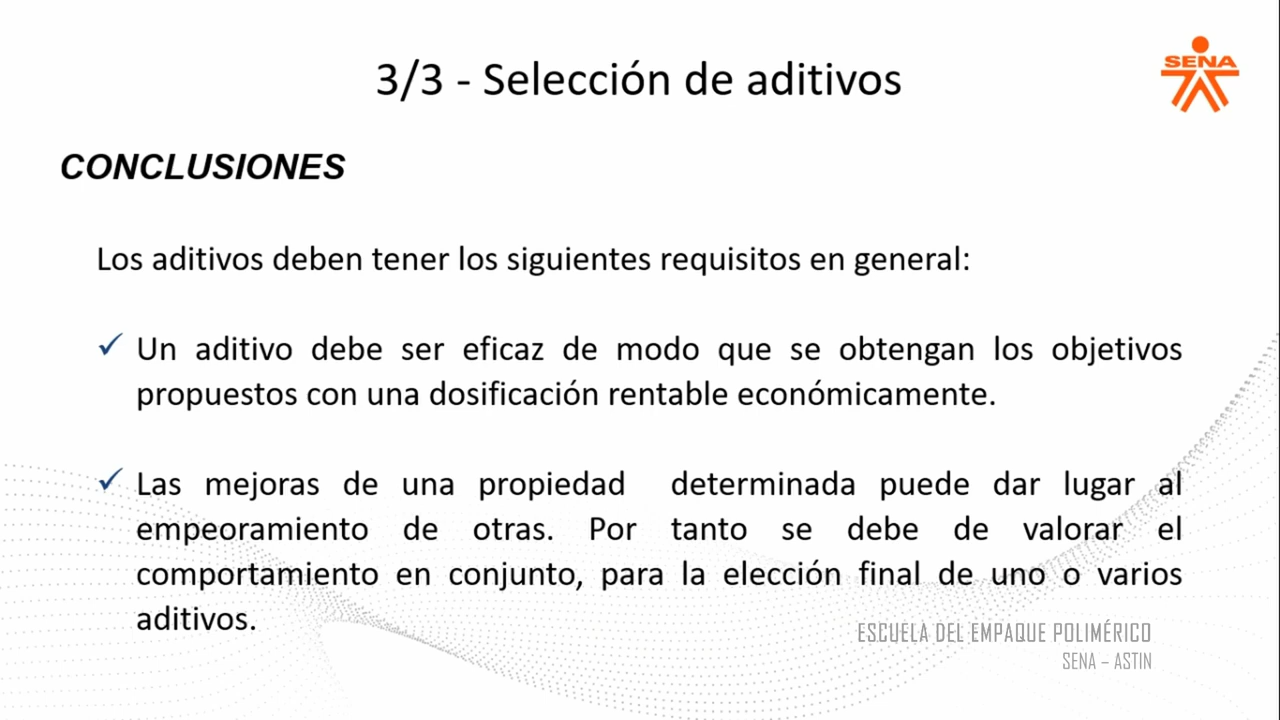 3/3 - Selección de aditivos
SENA
CONCLUSIONES
Los aditivos deben tener los siguientes requisitos en general:
✓ Un aditivo debe ser eficaz de modo que se obtengan los objetivos
propuestos con una dosificación rentable económicamente.
✓ Las mejoras de una propiedad determinada puede dar lugar al
empeoramiento de otras. Por tanto se debe de valorar el
comportamiento en conjunto, para la elección final de uno o varios
aditivos.
ESCUELA DEL EMPAQUE POLIMÉRICO
SENA – ASTIN